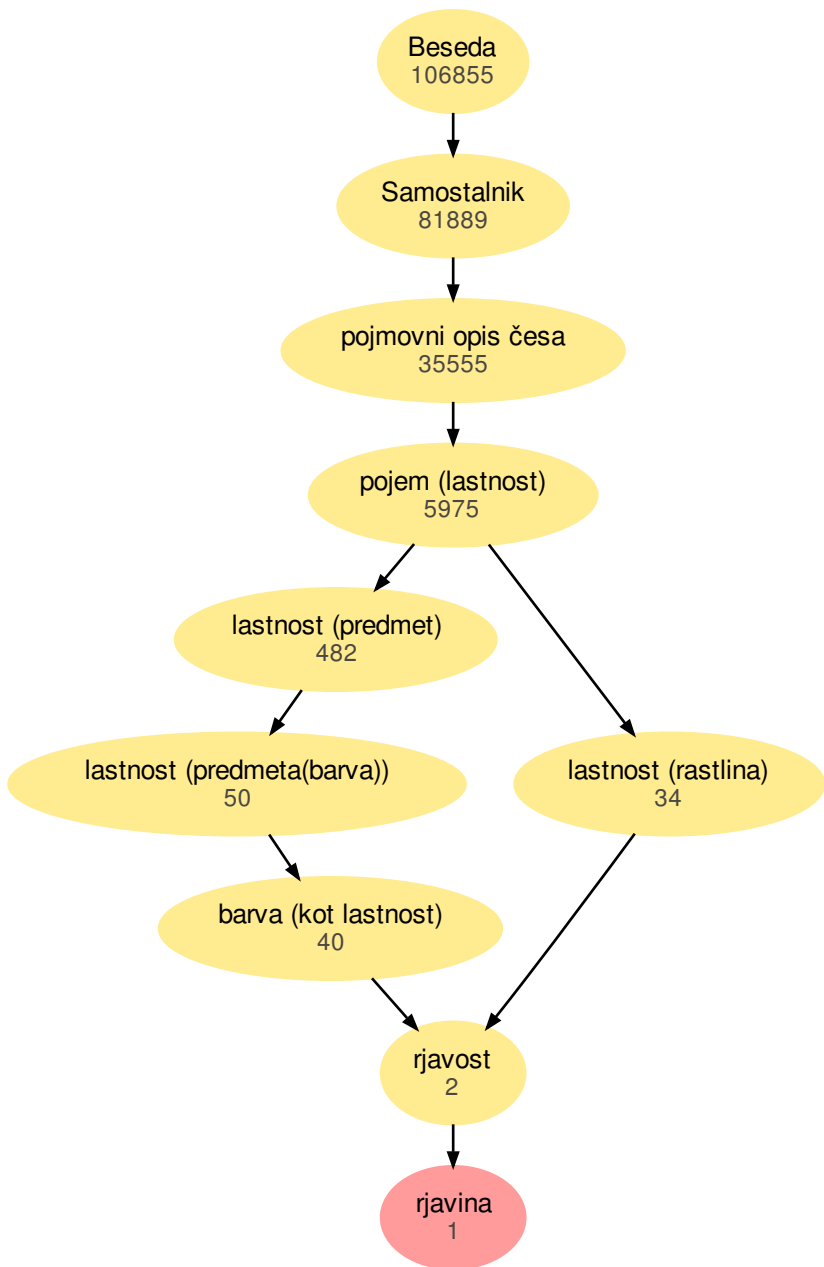 Beseda
106855
Samostalnik
81889
pojmovni opis česa
35555
pojem (lastnost)
5975
lastnost (predmet)
482
lastnost (predmeta(barva))
50
lastnost (rastlina)
34
barva (kot lastnost)
40
rjavost
2
rjavina
1